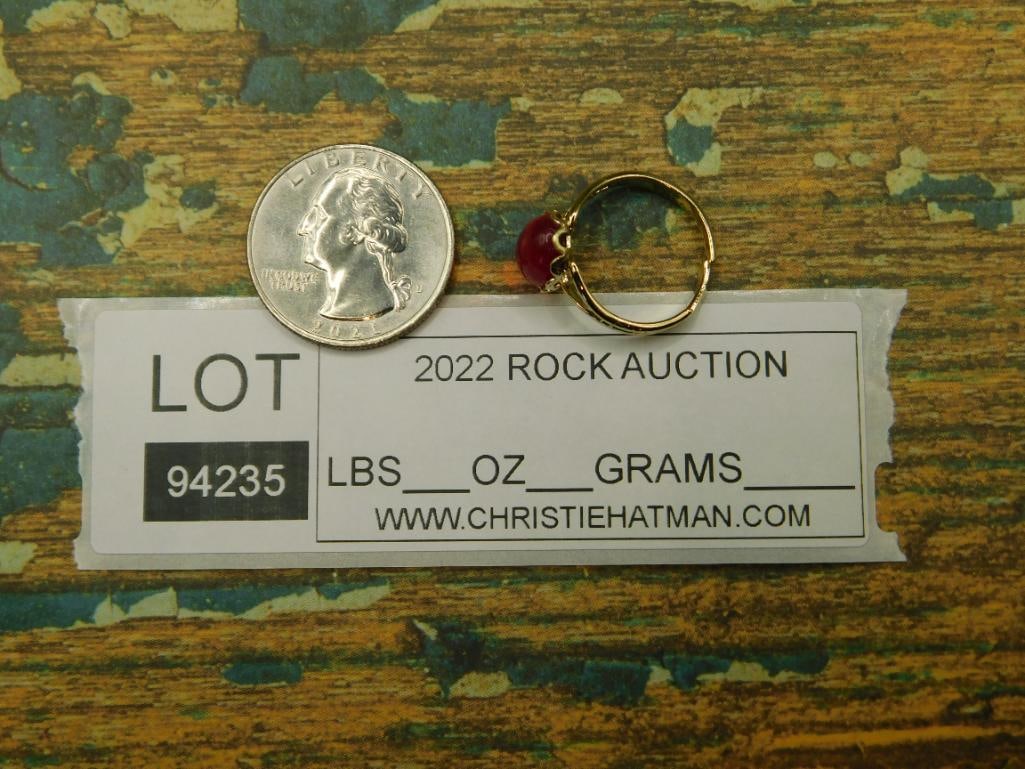 LIBERTY
IN GOD WE
TRUST
2021
LOT
94235
2022 ROCK AUCTION
LBS___OZ___GRAMS_____
WWW.CHRISTIEHATMAN.COM